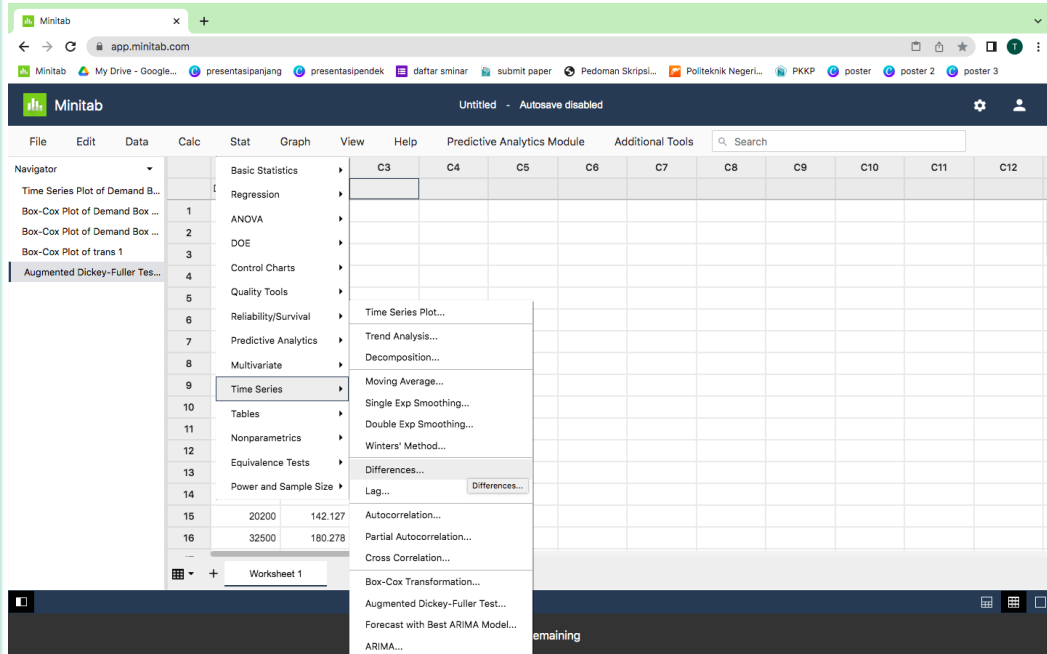 Minitab
app.minitab.com
T
Minitab My Drive - Google... presentasipanjang presentasipendek daftar sminar submit paper Pedoman Skripsi... Politeknik Negeri... PKKP poster poster 2 poster 3
Minitab Untitled - Autosave disabled
File Edit Data Calc Stat Graph View Help Predictive Analytics Module Additional Tools Search
Navigator
Time Series Plot of Demand B...
Box-Cox Plot of Demand Box ...
Box-Cox Plot of Demand Box ...
Box-Cox Plot of trans 1
Augmented Dickey-Fuller Tes...
C3 C4 C5 C6 C7 C8 C9 C10 C11 C12
1
2
3
4
5
6
7
8
9
10
11
12
13
14
15 20200 142.127
16 32500 180.278
Basic Statistics
Regression
ANOVA
DOE
Control Charts
Quality Tools
Reliability/Survival
Predictive Analytics
Multivariate
Time Series
Tables
Nonparametrics
Equivalence Tests
Power and Sample Size
Time Series Plot...
Trend Analysis...
Decomposition...
Moving Average...
Single Exp Smoothing...
Double Exp Smoothing...
Winters' Method...
Differences...
Differences...
Lag...
Autocorrelation...
Partial Autocorrelation...
Cross Correlation...
Box-Cox Transformation...
Augmented Dickey-Fuller Test...
Forecast with Best ARIMA Model...
ARIMA...
Worksheet 1
emaining